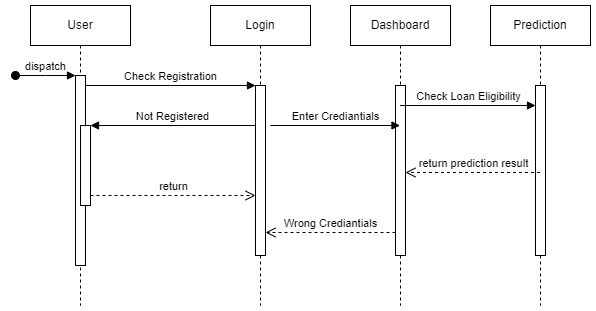 User
Login
Dashboard
Prediction
dispatch
Check Registration
Check Loan Eligibility
Not Registered
Enter Crediantials
return prediction result
return
Wrong Crediantials